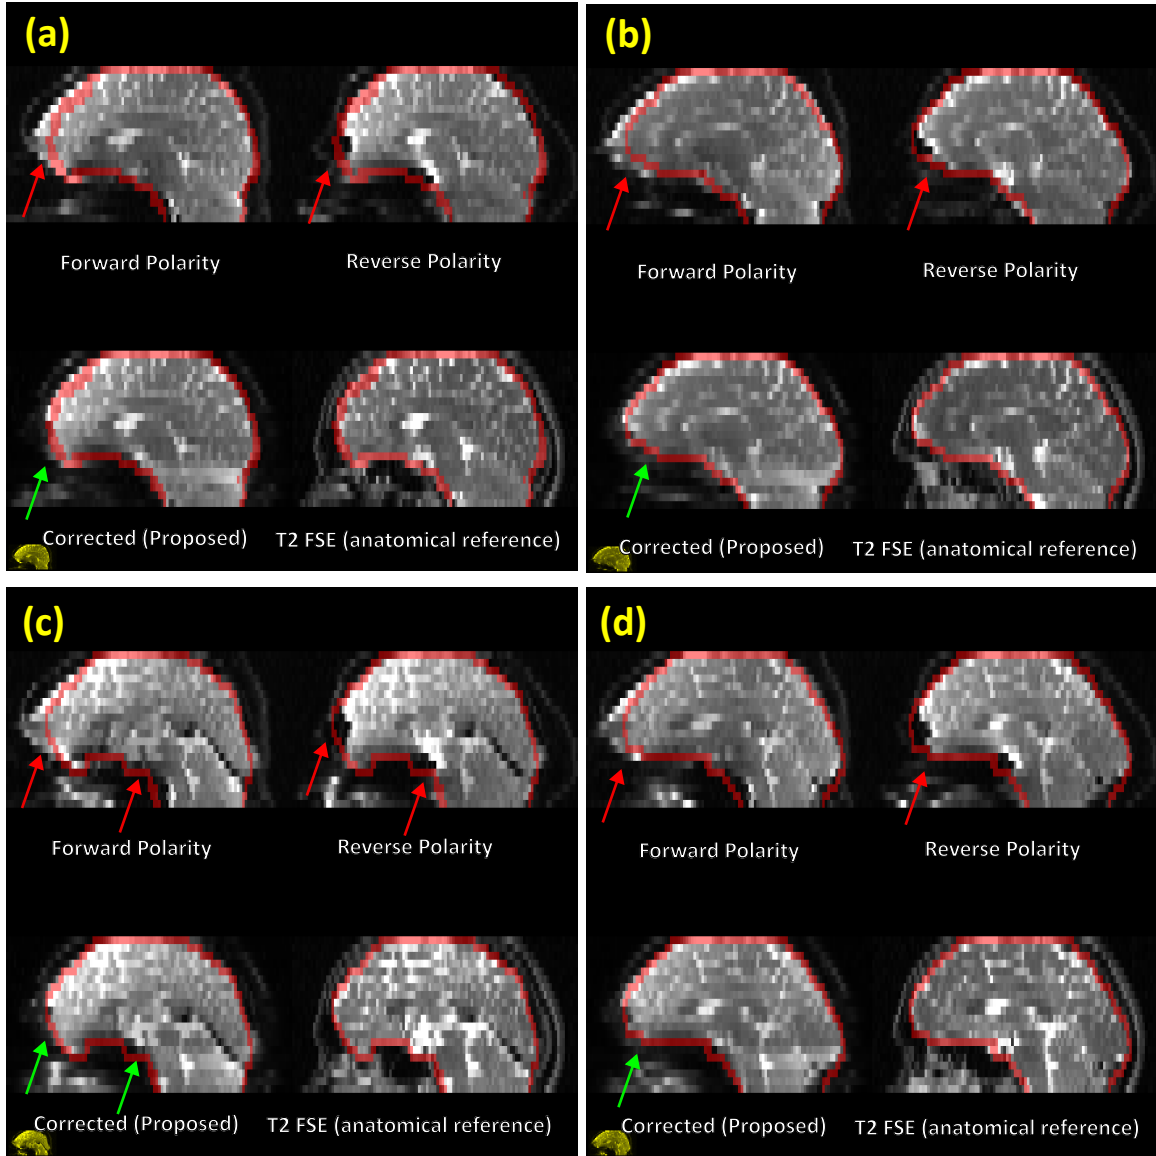 (a)
Forward Polarity
Reverse Polarity
Corrected (Proposed)
T2 FSE (anatomical reference)
(b)
Forward Polarity
Reverse Polarity
Corrected (Proposed)
T2 FSE (anatomical reference)
(c)
Forward Polarity
Reverse Polarity
Corrected (Proposed)
T2 FSE (anatomical reference)
(d)
Forward Polarity
Reverse Polarity
Corrected (Proposed)
T2 FSE (anatomical reference)